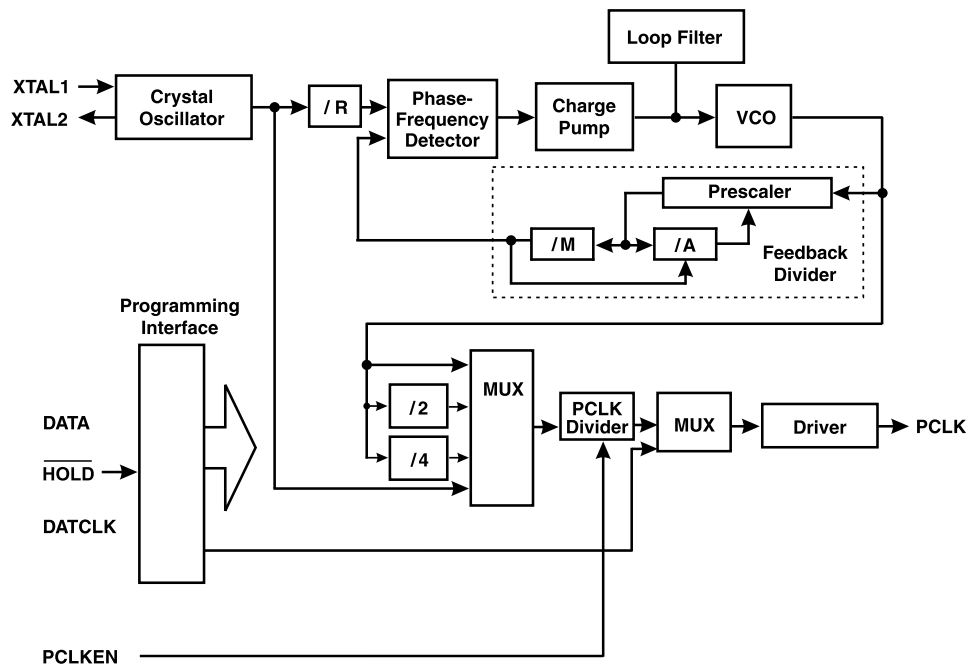 Loop Filter
XTAL1
XTAL2
Crystal
Oscillator
/ R
Phase-
Frequency
Detector
Charge
Pump
VCO
Prescaler
/ M
/ A
Feedback
Divider
Programming
Interface
MUX
/ 2
/ 4
PCLK
Divider
MUX
Driver
PCLK
DATA
HOLD
DATCLK
PCLKEN